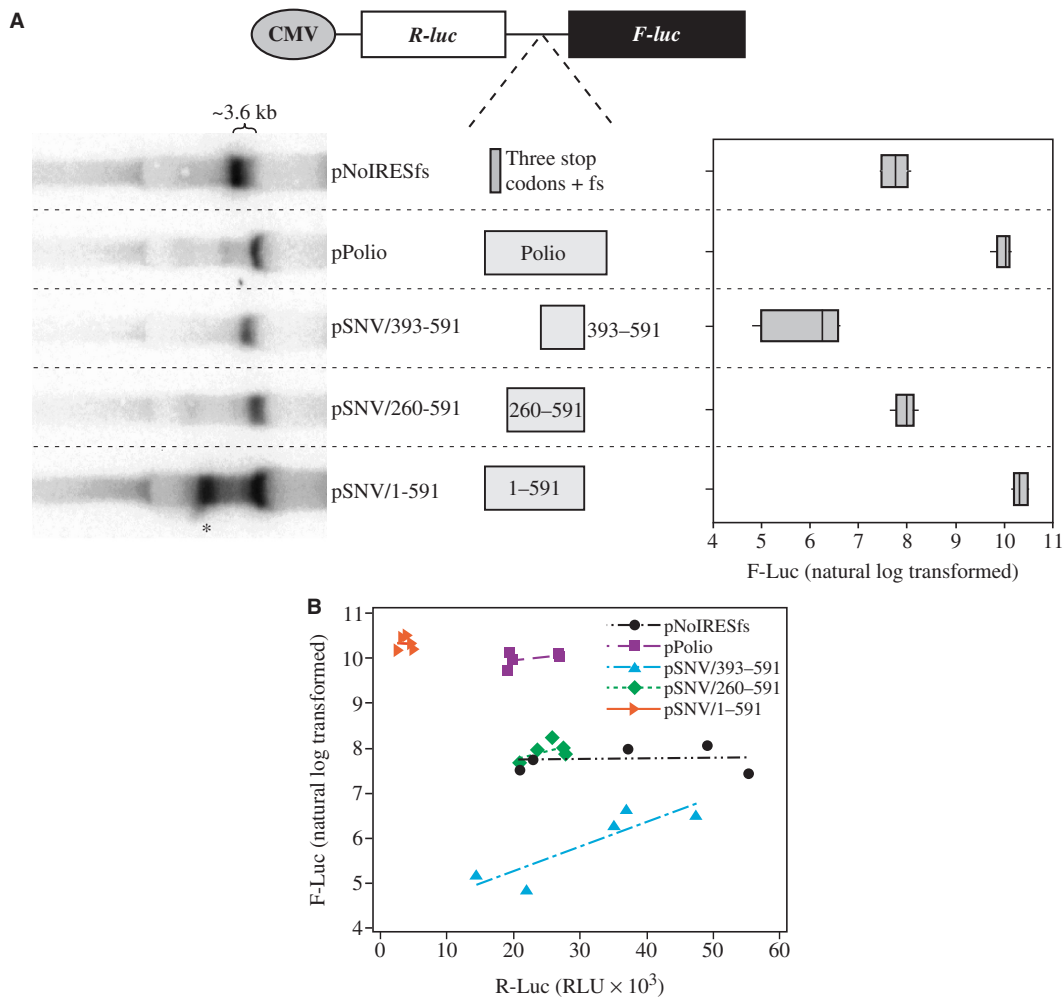 A
CMV
R-luc
F-luc
~3.6 kb
pNoIRESfs
Three stop
codons + fs
pPolio
Polio
pSNV/393-591
393–591
pSNV/260-591
260–591
pSNV/1-591
1–591
*
4 5 6 7 8 9 10 11
F-Luc (natural log transformed)
B
11
10
9
8
7
6
5
4
F-Luc (natural log transformed)
pNoIRESfs
pPolio
pSNV/393–591
pSNV/260–591
pSNV/1–591
0 10 20 30 40 50 60
R-Luc (RLU × 10³)